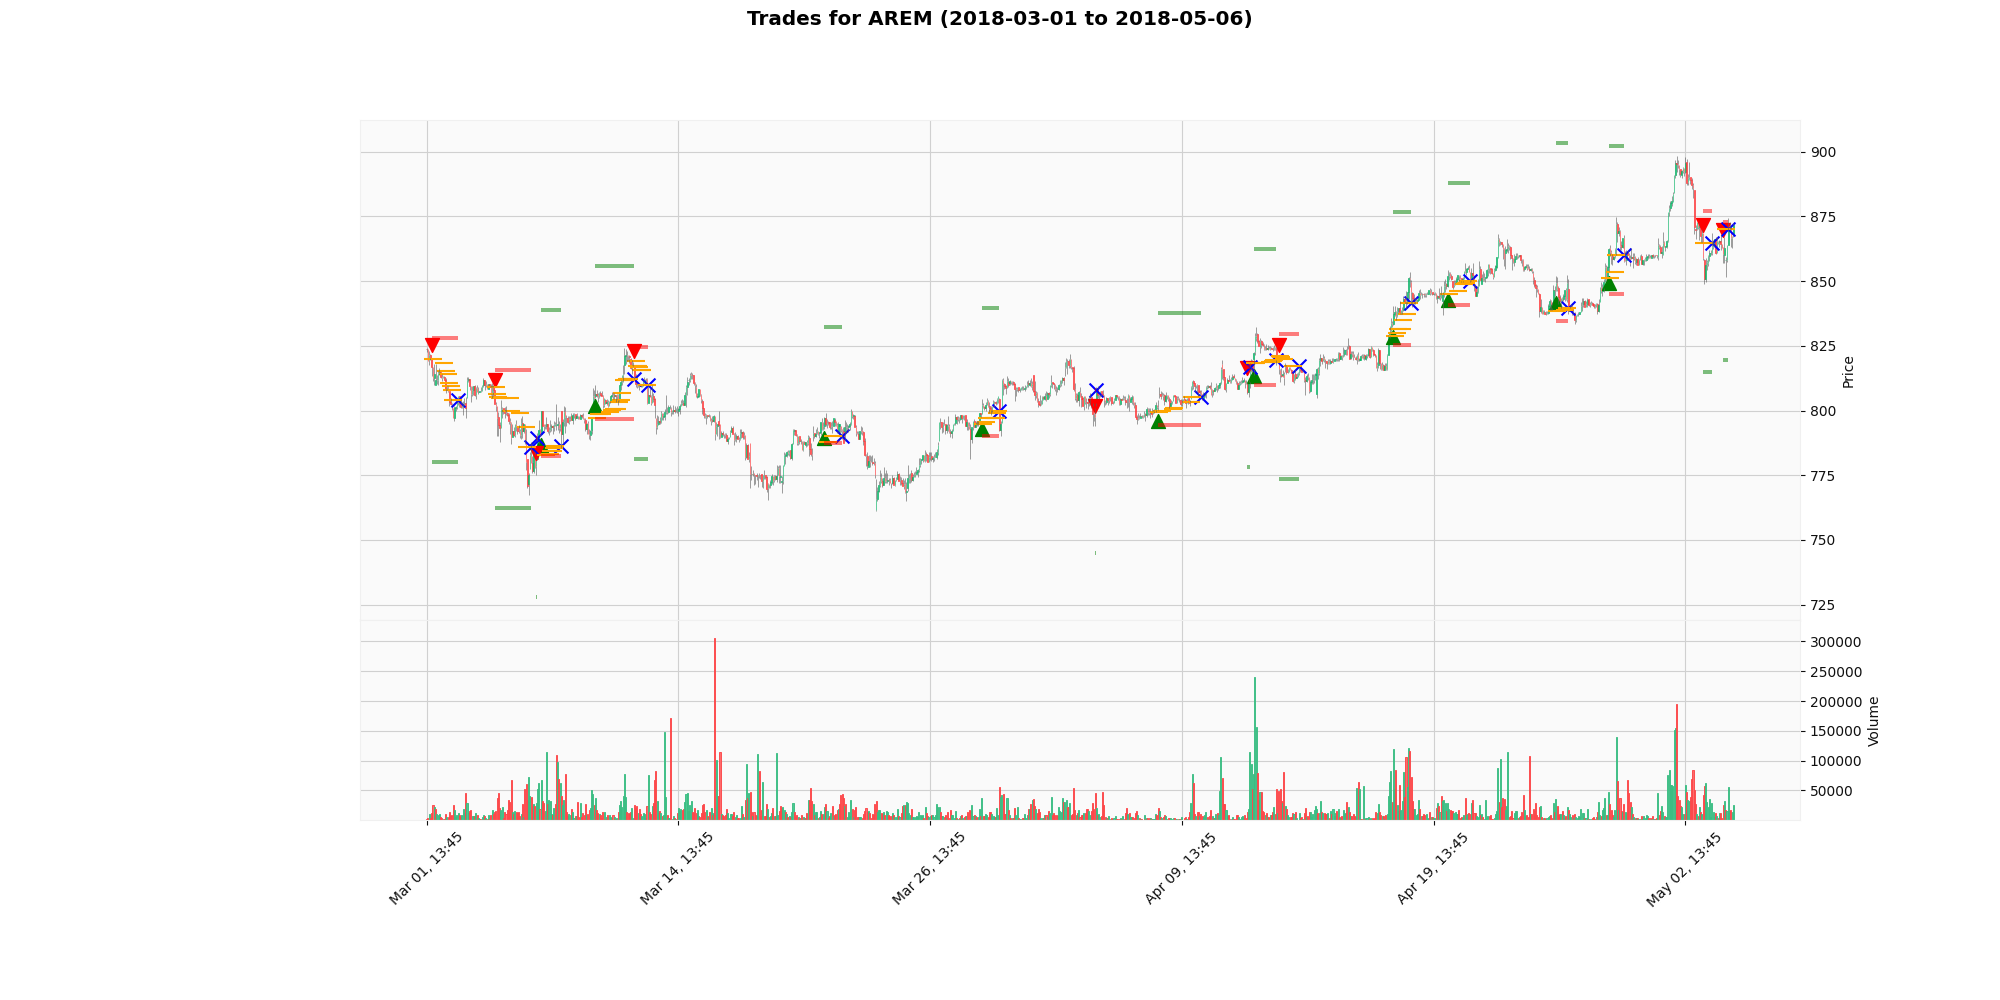 Trades for AREM (2018-03-01 to 2018-05-06)
900
875
850
825
800
775
750
725
Price
300000
250000
200000
150000
100000
50000
Volume
Mar 01, 13:45
Mar 14, 13:45
Mar 26, 13:45
Apr 09, 13:45
Apr 19, 13:45
May 02, 13:45